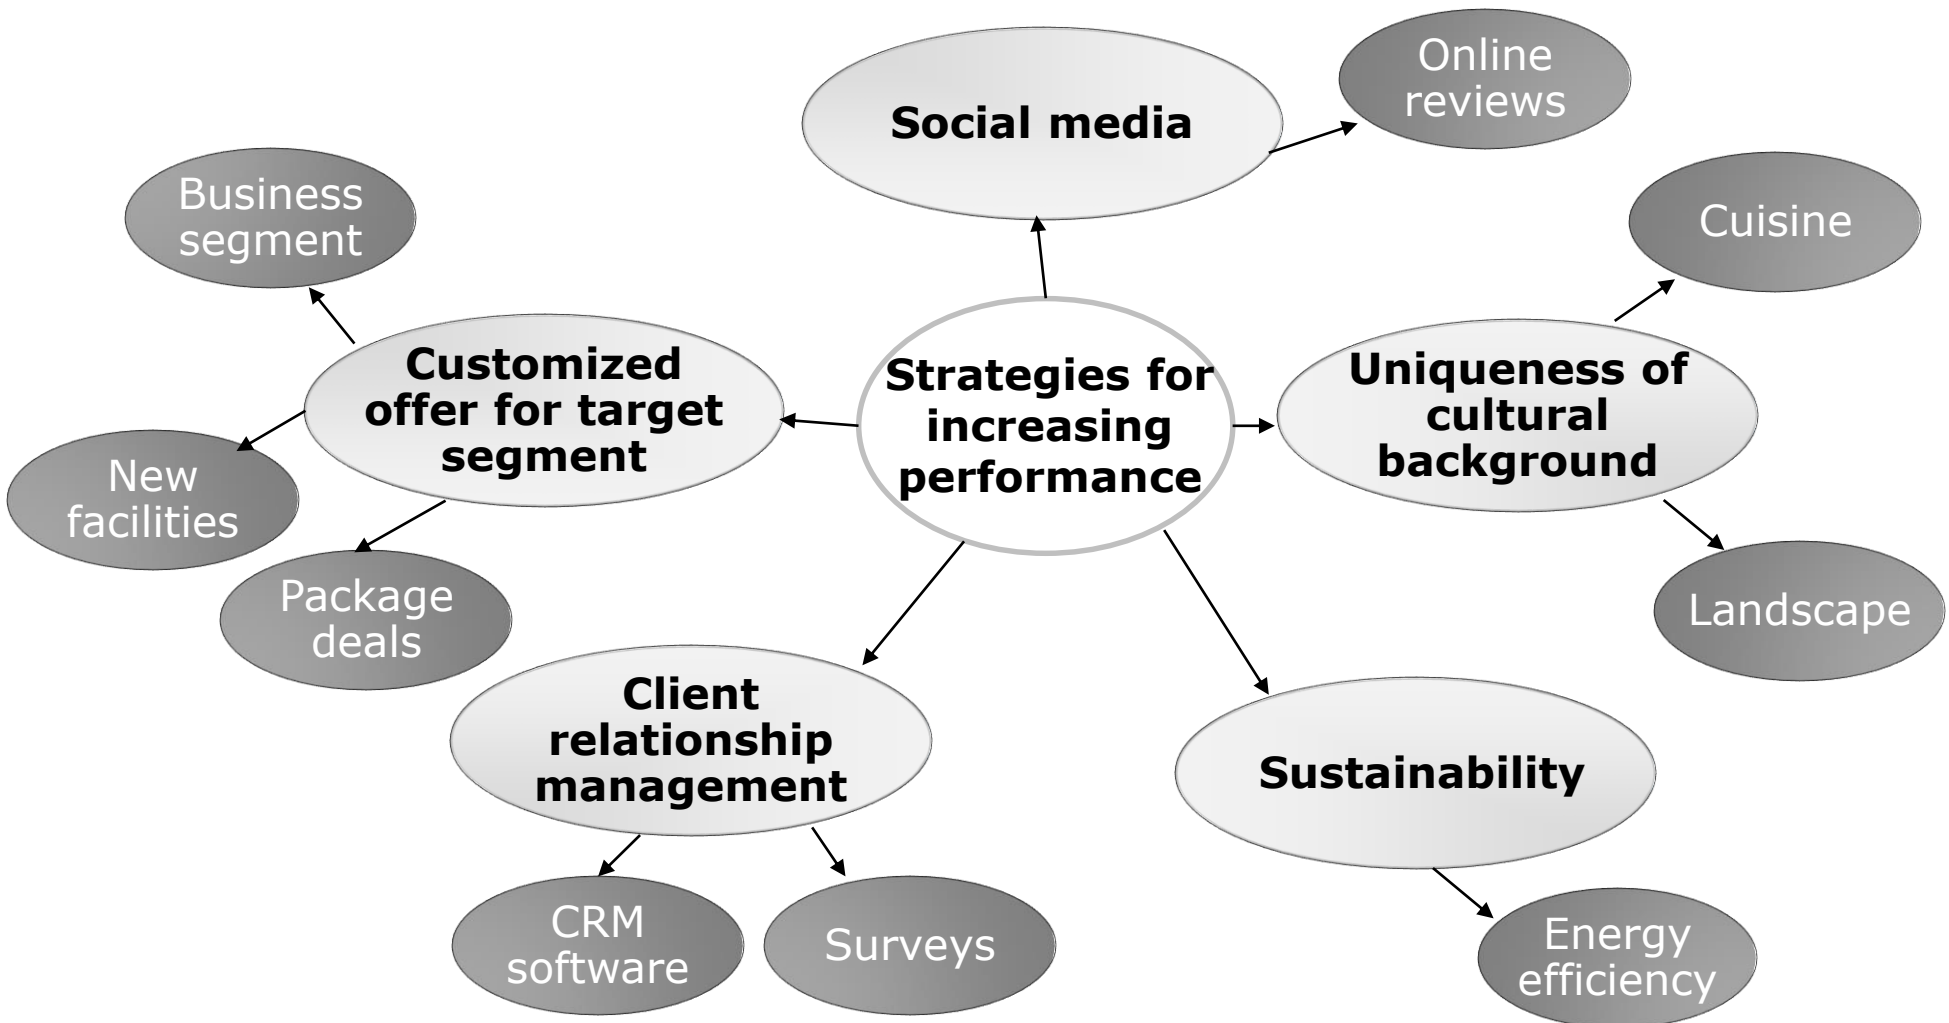 Online
reviews
Social media
Business
segment
Cuisine
Customized
offer for target
segment
Strategies for
increasing
performance
Uniqueness of
cultural
background
New
facilities
Package
deals
Landscape
Client
relationship
management
Sustainability
CRM
software
Surveys
Energy
efficiency